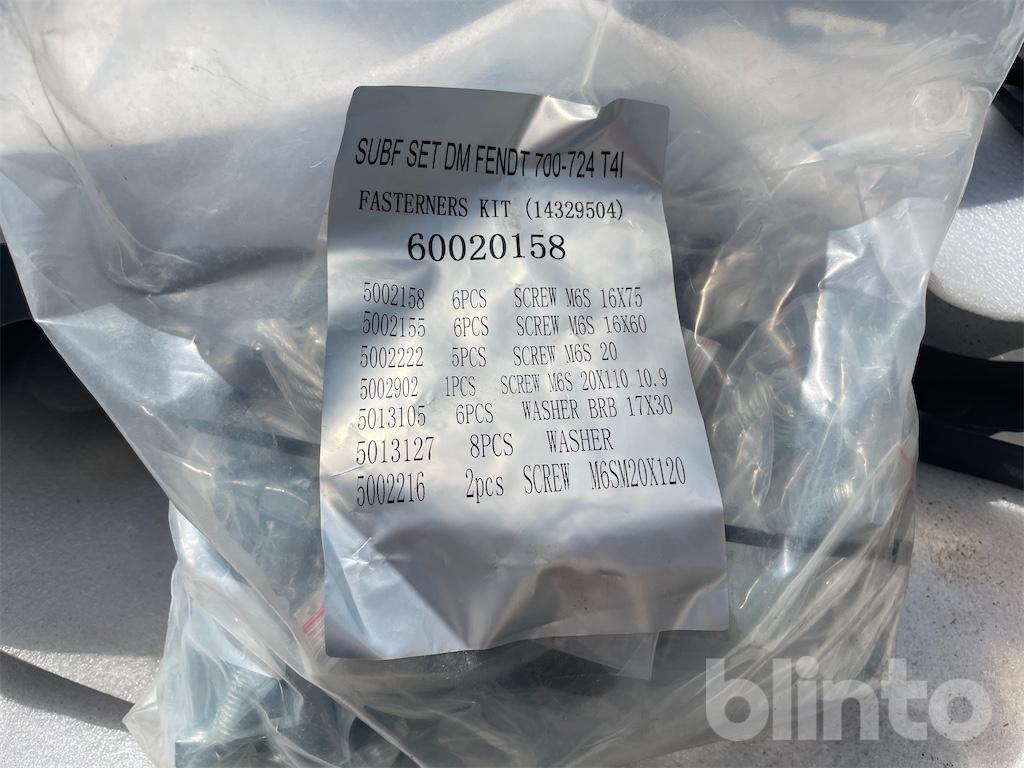 SUBF SET DM FENDT 700-724 T4I
FASTERNERS KIT (14329504)
60020158
5002158 6PCS SCREW M6S 16X75
5002155 6PCS SCREW M6S 16X60
5002222 5PCS SCREW M6S 20
5002902 1PCS SCREW M6S 20X110 10.9
5013105 6PCS WASHER BRB 17X30
5013127 8PCS WASHER
5002216 2pcs SCREW M6SM20X120
blinto